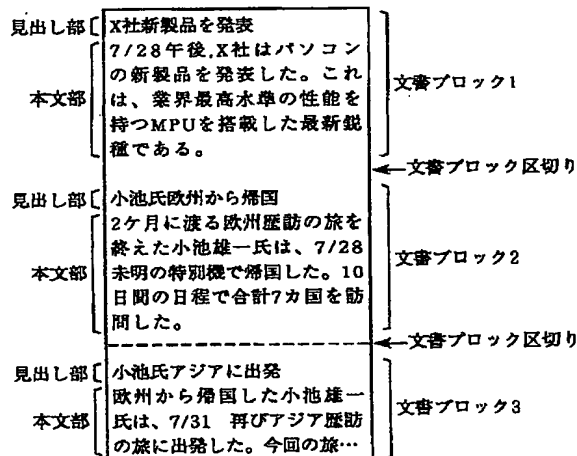 見出し部 X社新製品を発表
本文部 7/28午後,X社はパソコン
の新製品を発表した。これ
は、業界最高水準の性能を
持つMPUを搭載した最新鋭
種である。
文書ブロック1
文書ブロック区切り
見出し部 小池氏欧州から帰国
本文部 2ケ月に渡る欧州歴訪の旅を
終えた小池雄一氏は、7/28
未明の特別機で帰国した。10
日間の日程で合計7カ国を訪
問した。
文書ブロック2
文書ブロック区切り
見出し部 小池氏アジアに出発
本文部 欧州から帰国した小池雄一
氏は、7/31 再びアジア歴訪
の旅に出発した。今回の旅…
文書ブロック3